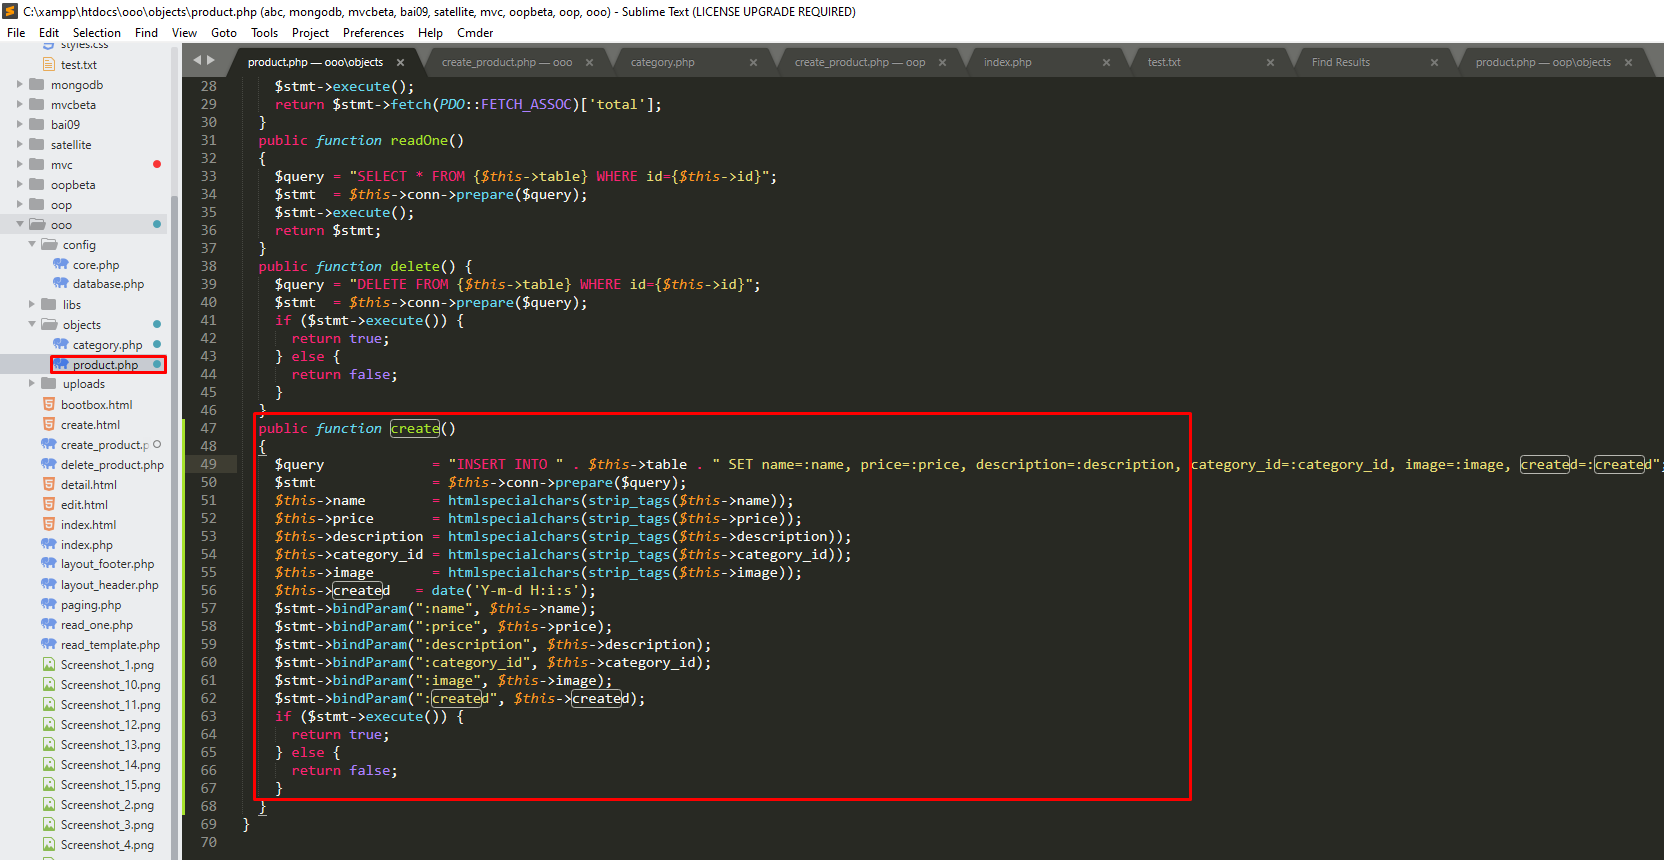 C:\xampp\htdocs\ooo\objects\product.php (abc, mongodb, mvcbeta, bai09, satellite, mvc, oopbeta, oop, ooo) - Sublime Text (LICENSE UPGRADE REQUIRED)
File Edit Selection Find View Goto Tools Project Preferences Help Cmder
styles.css
test.txt
mongodb
mvcbeta
bai09
satellite
mvc
oopbeta
oop
ooo
config
core.php
database.php
libs
objects
category.php
product.php
uploads
bootbox.html
create.html
create_product.p
delete_product.php
detail.html
edit.html
index.html
index.php
layout_footer.php
layout_header.php
paging.php
read_one.php
read_template.php
Screenshot_1.png
Screenshot_10.png
Screenshot_11.png
Screenshot_12.png
Screenshot_13.png
Screenshot_14.png
Screenshot_15.png
Screenshot_2.png
Screenshot_3.png
Screenshot_4.png
product.php — ooo\objects × create_product.php — ooo × category.php × create_product.php — oop × index.php × test.txt × Find Results × product.php — oop\objects ×
28 $stmt->execute();
29 return $stmt->fetch(PDO::FETCH_ASSOC)['total'];
30 }
31 public function readOne()
32 {
33 $query = "SELECT * FROM {$this->table} WHERE id={$this->id}";
34 $stmt = $this->conn->prepare($query);
35 $stmt->execute();
36 return $stmt;
37 }
38 public function delete() {
39 $query = "DELETE FROM {$this->table} WHERE id={$this->id}";
40 $stmt = $this->conn->prepare($query);
41 if ($stmt->execute()) {
42 return true;
43 } else {
44 return false;
45 }
46 }
47 public function create()
48 {
49 $query = "INSERT INTO " . $this->table . " SET name=:name, price=:price, description=:description, category_id=:category_id, image=:image, created=:created";
50 $stmt = $this->conn->prepare($query);
51 $this->name = htmlspecialchars(strip_tags($this->name));
52 $this->price = htmlspecialchars(strip_tags($this->price));
53 $this->description = htmlspecialchars(strip_tags($this->description));
54 $this->category_id = htmlspecialchars(strip_tags($this->category_id));
55 $this->image = htmlspecialchars(strip_tags($this->image));
56 $this->created = date('Y-m-d H:i:s');
57 $stmt->bindParam(":name", $this->name);
58 $stmt->bindParam(":price", $this->price);
59 $stmt->bindParam(":description", $this->description);
60 $stmt->bindParam(":category_id", $this->category_id);
61 $stmt->bindParam(":image", $this->image);
62 $stmt->bindParam(":created", $this->created);
63 if ($stmt->execute()) {
64 return true;
65 } else {
66 return false;
67 }
68 }
69 }
70